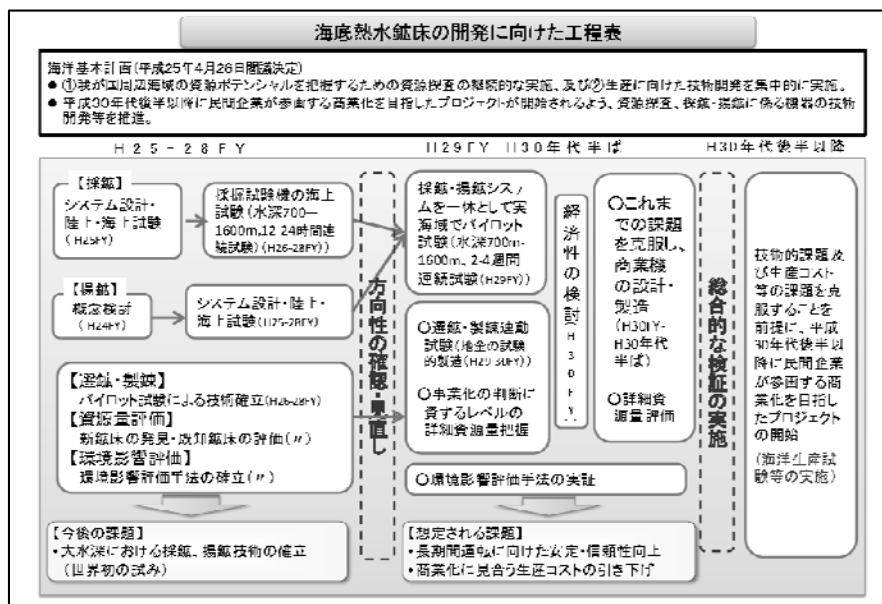 海底熱水鉱床の開発に向けた工程表
海洋基本計画(平成25年4月26日閣議決定)
● ①我が国周辺海域の資源ポテンシャルを把握するための資源探査の継続的な実施、及び②生産に向けた技術開発を集中的に実施。
● 平成30年代後半以降に民間企業が参画する商業化を目指したプロジェクトが開始されるよう、資源探査、採鉱・揚鉱に係る機器の技術
開発等を推進。
H25-28FY
H29FY-H30年代半ば
H30年代後半以降
【採鉱】
システム設計・
陸上・海上試験
(H25FY)
採掘試験機の海上
試験(水深700-
1600m,12-24時間連
続試験)(H26-28FY)
【揚鉱】
概念検討
(H24FY)
システム設計・陸上・
海上試験(H25-28FY)
【選鉱・製錬】
パイロット試験による技術確立(H26-28FY)
【資源量評価】
新鉱床の発見・既知鉱床の評価(〃)
【環境影響評価】
環境影響評価手法の確立(〃)
【今後の課題】
・大水深における採鉱、揚鉱技術の確立
(世界初の試み)
方向性の確認・見直し
採鉱・揚鉱システ
ムを一体として実
海域でパイロット
試験(水深700m-
1600m、2-4週間
連続試験(H29FY))
○選鉱・製錬連動
試験(地金の試験
的製造)(H29-30FY)
○事業化の判断に
資するレベルの
詳細資源量把握
経済性の検討(H30FY)
○これま
での課題
を克服し、
商業機
の設計・
製造
(H30FY-
H30年代
半ば)
○詳細資
源量評価
○環境影響評価手法の実証
【想定される課題】
・長期間運転に向けた安定・信頼性向上
・商業化に見合う生産コストの引き下げ
総合的な検証の実施
技術的課題及
び生産コスト
等の課題を克
服することを
前提に、平成
30年代後半以
降に民間企業
が参画する商
業化を目指し
たプロジェクト
の開始
(海洋生産試
験等の実施)